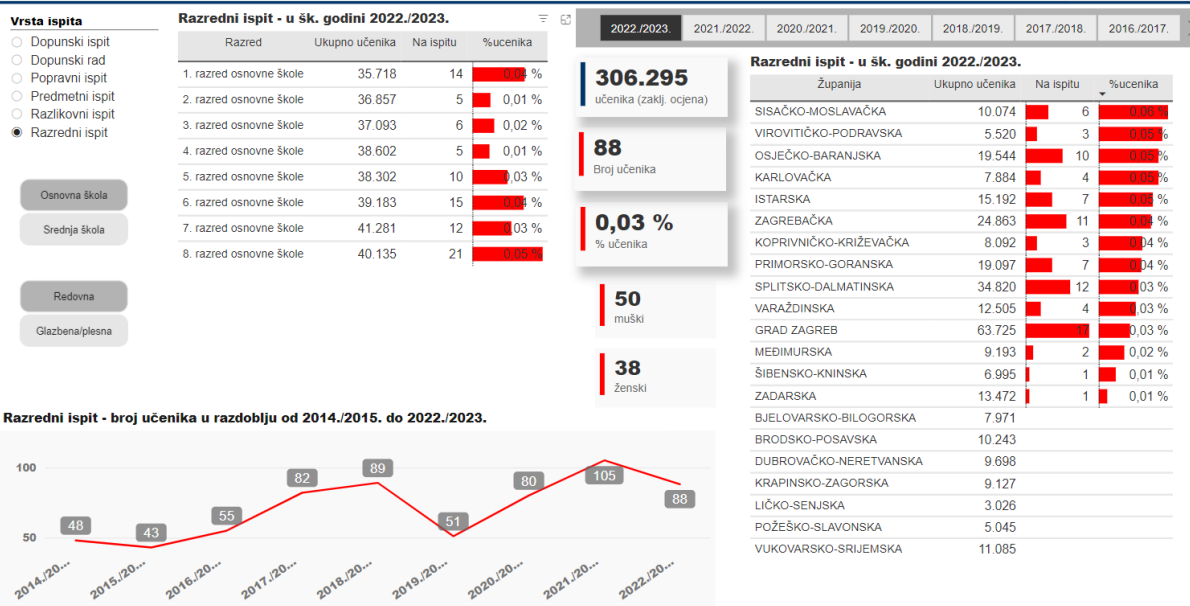 Vrsta ispita
Dopunski ispit
Dopunski rad
Popravni ispit
Predmetni ispit
Razlikovni ispit
Razredni ispit
Osnovna škola
Srednja škola
Redovna
Glazbena/plesna
Razredni ispit - u šk. godini 2022./2023.
Razred Ukupno učenika Na ispitu %ucenika
1. razred osnovne škole 35.718 14 0,04 %
2. razred osnovne škole 36.857 5 0,01 %
3. razred osnovne škole 37.093 6 0,02 %
4. razred osnovne škole 38.602 5 0,01 %
5. razred osnovne škole 38.302 10 0,03 %
6. razred osnovne škole 39.183 15 0,04 %
7. razred osnovne škole 41.281 12 0,03 %
8. razred osnovne škole 40.135 21 0,05 %
2022./2023. 2021./2022. 2020./2021. 2019./2020. 2018./2019. 2017./2018. 2016./2017.
306.295
učenika (zaklj. ocjena)
88
Broj učenika
0,03 %
% učenika
50
muški
38
ženski
Razredni ispit - u šk. godini 2022./2023.
Županija Ukupno učenika Na ispitu %ucenika
SISAČKO-MOSLAVAČKA 10.074 6 0,06 %
VIROVITIČKO-PODRAVSKA 5.520 3 0,05 %
OSJEČKO-BARANJSKA 19.544 10 0,05 %
KARLOVAČKA 7.884 4 0,05 %
ISTARSKA 15.192 7 0,05 %
ZAGREBAČKA 24.863 11 0,04 %
KOPRIVNIČKO-KRIŽEVAČKA 8.092 3 0,04 %
PRIMORSKO-GORANSKA 19.097 7 0,04 %
SPLITSKO-DALMATINSKA 34.820 12 0,03 %
VARAŽDINSKA 12.505 4 0,03 %
GRAD ZAGREB 63.725 17 0,03 %
MEĐIMURSKA 9.193 2 0,02 %
ŠIBENSKO-KNINSKA 6.995 1 0,01 %
ZADARSKA 13.472 1 0,01 %
BJELOVARSKO-BILOGORSKA 7.971
BRODSKO-POSAVSKA 10.243
DUBROVAČKO-NERETVANSKA 9.698
KRAPINSKO-ZAGORSKA 9.127
LIČKO-SENJSKA 3.026
POŽEŠKO-SLAVONSKA 5.045
VUKOVARSKO-SRIJEMSKA 11.085
Razredni ispit - broj učenika u razdoblju od 2014./2015. do 2022./2023.
100
50
48 43 55 82 89 51 80 105 88
2014./20... 2015./20... 2016./20... 2017./20... 2018./20... 2019./20... 2020./20... 2021./20... 2022./20...